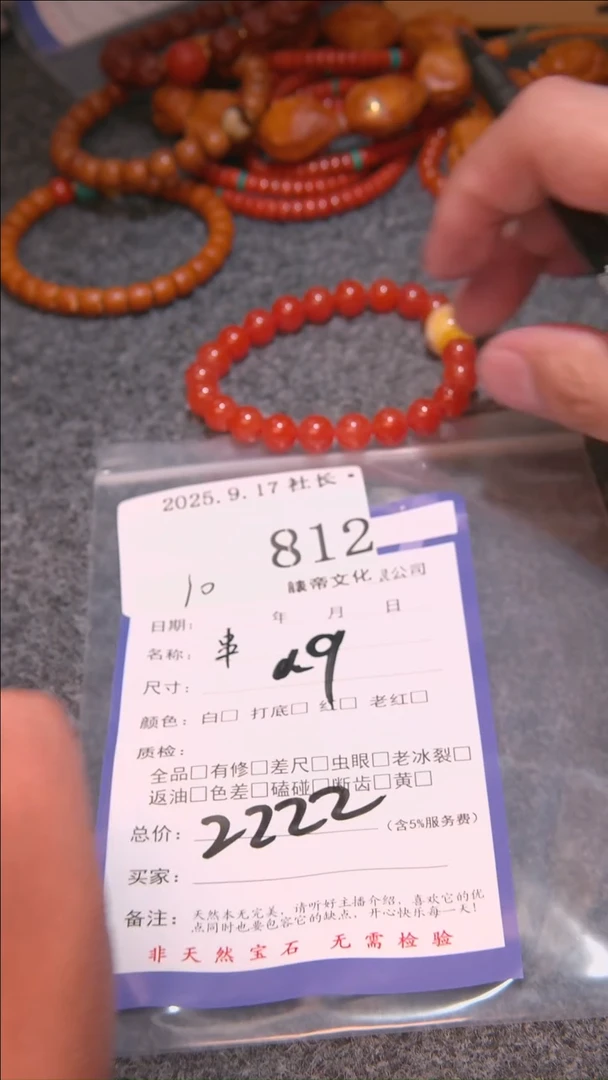 2025.9.17 社长·
812
10
帝文化 公司
日期: 年 月 日
名称: 串
尺寸:
颜色: 白□ 打底□ 红□ 老红□
质检:
全品□有修□差尺□虫眼□老冰裂□
返油□色差□磕碰□断齿□黄□
总价: 2222 (含5%服务费)
买家:
备注: 天然本无完美, 请听好主播介绍, 喜欢它的优
点同时也要包容它的缺点, 开心快乐每一天!
非天然宝石 无需检验